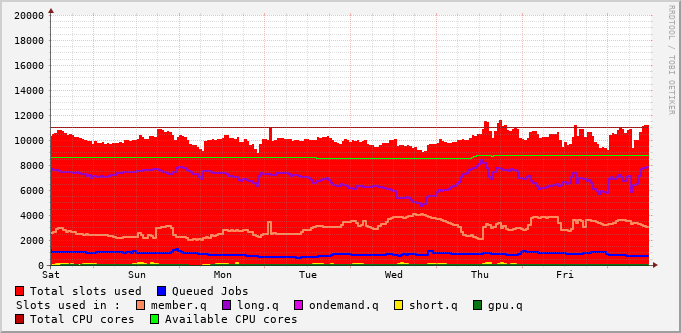 RRDTOOL / TOBI OETIKER
20000
18000
16000
14000
12000
10000
8000
6000
4000
2000
0
Sat Sun Mon Tue Wed Thu Fri
Total slots used Queued Jobs
Slots used in : member.q long.q ondemand.q short.q gpu.q
Total CPU cores Available CPU cores